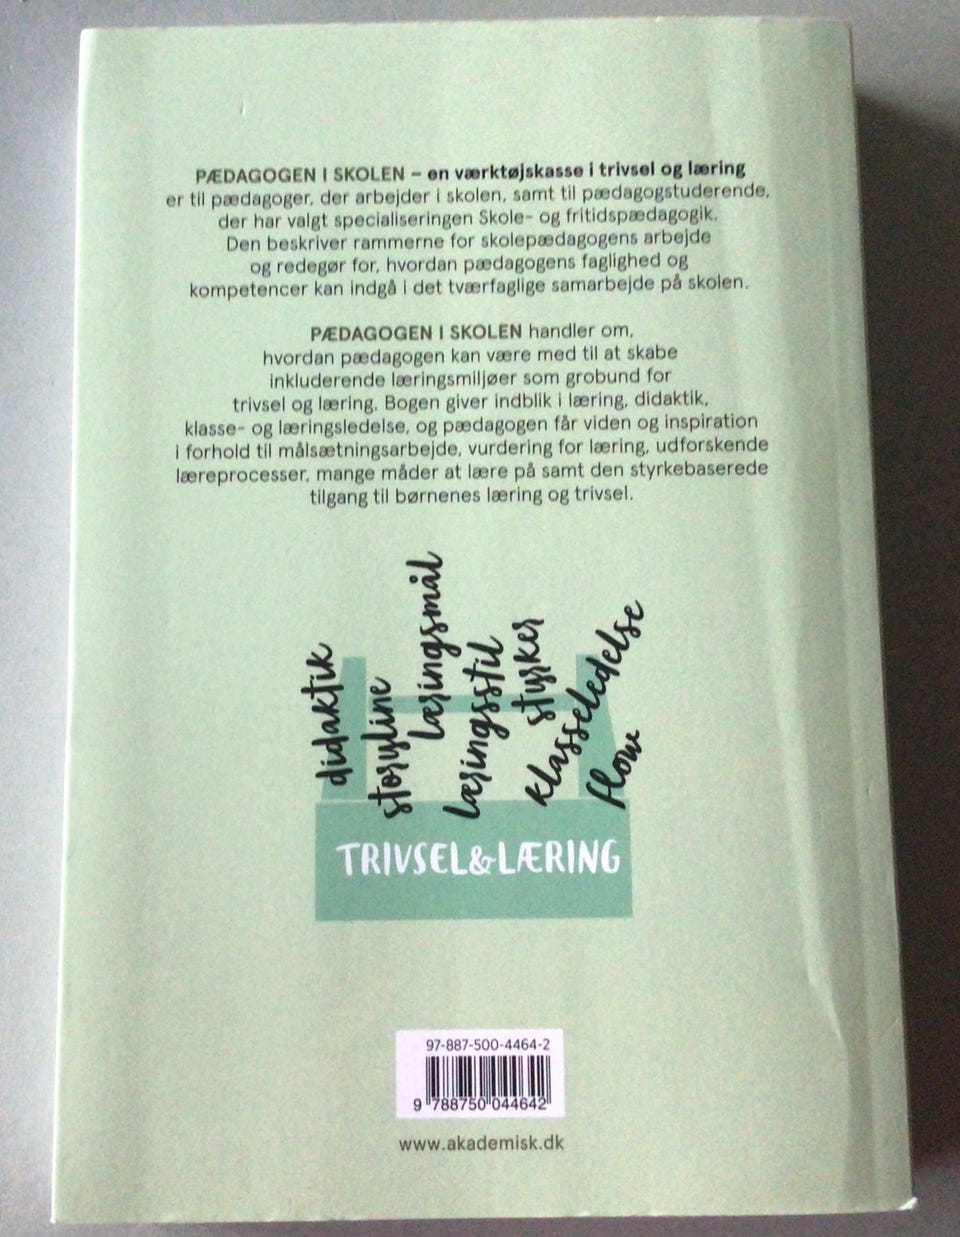 PÆDAGOGEN I SKOLEN – en værktøjskasse i trivsel og læring
er til pædagoger, der arbejder i skolen, samt til pædagogstuderende,
der har valgt specialiseringen Skole- og fritidspædagogik.
Den beskriver rammerne for skolepædagogens arbejde
og redegør for, hvordan pædagogens faglighed og
kompetencer kan indgå i det tværfaglige samarbejde på skolen.
PÆDAGOGEN I SKOLEN handler om,
hvordan pædagogen kan være med til at skabe
inkluderende læringsmiljøer som grobund for
trivsel og læring. Bogen giver indblik i læring, didaktik,
klasse- og læringsledelse, og pædagogen får viden og inspiration
i forhold til målsætningsarbejde, vurdering for læring, udforskende
læreprocesser, mange måder at lære på samt den styrkebaserede
tilgang til børnenes læring og trivsel.
didaktik
storyline
læringsmål
læringsstil
styrker
klasseledelse
flow
TRIVSEL&LÆRING
97-887-500-4464-2
9 788750 044642
www.akademisk.dk